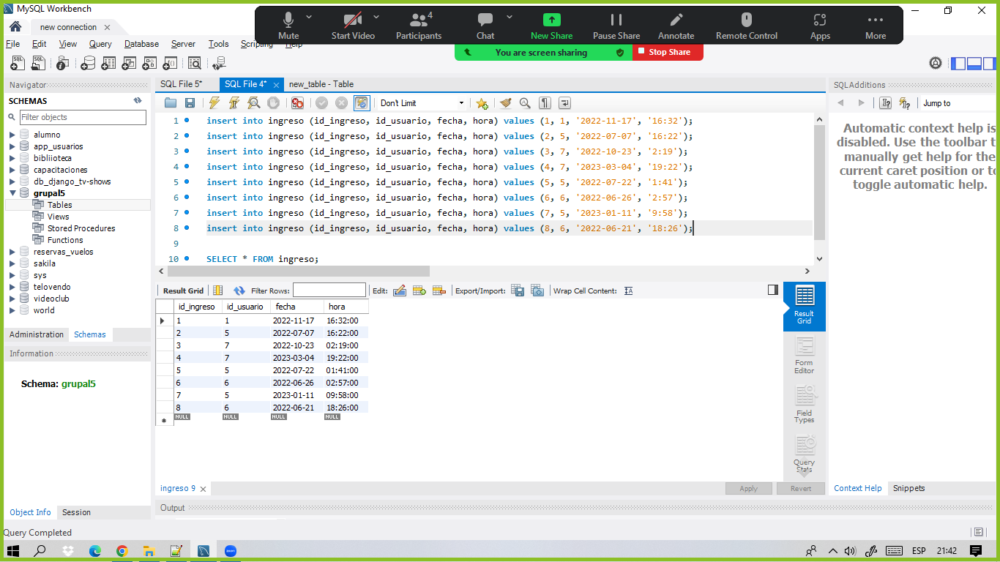 MySQL Workbench
new connection
Mute
Start Video
4
Participants
Chat
New Share
Pause Share
Annotate
Remote Control
Apps
More
You are screen sharing
Stop Share
File Edit View Query Database Server Tools Scripting Help
Navigator
SCHEMAS
Filter objects
alumno
app_usuarios
bibliioteca
capacitaciones
db_django_tv-shows
grupal5
Tables
Views
Stored Procedures
Functions
reservas_vuelos
sakila
sys
telovendo
videoclub
world
Administration Schemas
Information
Schema: grupal5
Object Info Session
SQL File 5* SQL File 4* new_table - Table
Don't Limit
1 insert into ingreso (id_ingreso, id_usuario, fecha, hora) values (1, 1, '2022-11-17', '16:32');
2 insert into ingreso (id_ingreso, id_usuario, fecha, hora) values (2, 5, '2022-07-07', '16:22');
3 insert into ingreso (id_ingreso, id_usuario, fecha, hora) values (3, 7, '2022-10-23', '2:19');
4 insert into ingreso (id_ingreso, id_usuario, fecha, hora) values (4, 7, '2023-03-04', '19:22');
5 insert into ingreso (id_ingreso, id_usuario, fecha, hora) values (5, 5, '2022-07-22', '1:41');
6 insert into ingreso (id_ingreso, id_usuario, fecha, hora) values (6, 6, '2022-06-26', '2:57');
7 insert into ingreso (id_ingreso, id_usuario, fecha, hora) values (7, 5, '2023-01-11', '9:58');
8 insert into ingreso (id_ingreso, id_usuario, fecha, hora) values (8, 6, '2022-06-21', '18:26');
9
10 SELECT * FROM ingreso;
Result Grid Filter Rows: Edit: Export/Import: Wrap Cell Content:
id_ingreso id_usuario fecha hora
1 1 2022-11-17 16:32:00
2 5 2022-07-07 16:22:00
3 7 2022-10-23 02:19:00
4 7 2023-03-04 19:22:00
5 5 2022-07-22 01:41:00
6 6 2022-06-26 02:57:00
7 5 2023-01-11 09:58:00
8 6 2022-06-21 18:26:00
NULL NULL NULL NULL
Result
Grid
Form
Editor
Field
Types
Query
Stats
ingreso 9
Apply Revert
Output
SQLAdditions
Jump to
Automatic context help is
disabled. Use the toolbar t
manually get help for the
current caret position or to
toggle automatic help.
Context Help Snippets
Query Completed
zoom
ESP 21:42